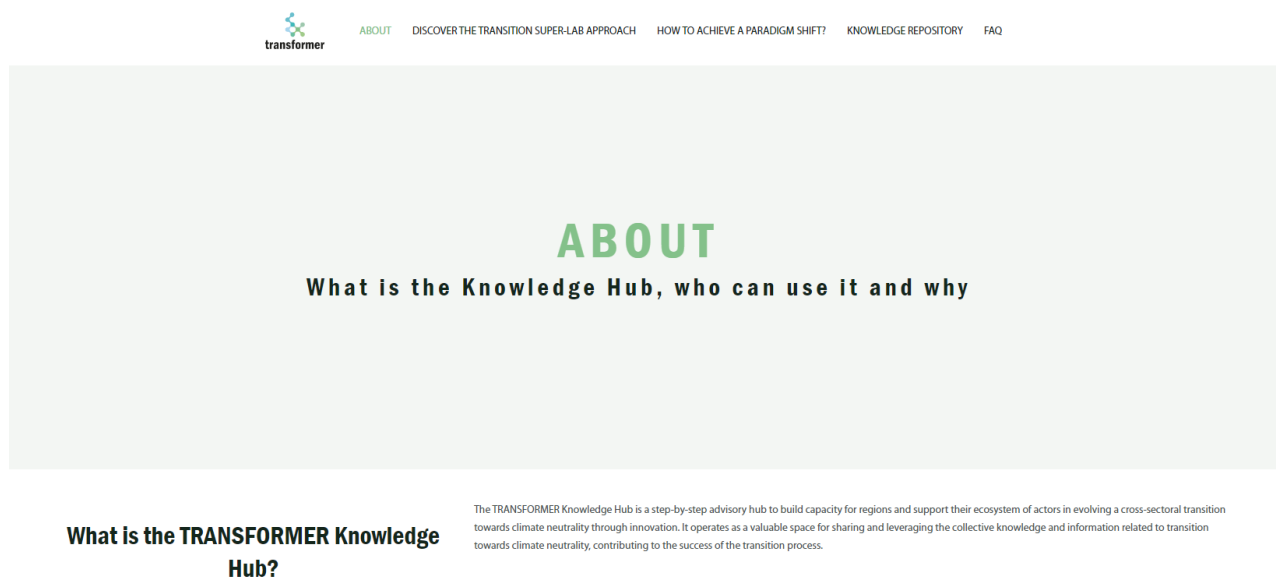 transformer
ABOUT
DISCOVER THE TRANSITION SUPER-LAB APPROACH
HOW TO ACHIEVE A PARADIGM SHIFT?
KNOWLEDGE REPOSITORY
FAQ
ABOUT
What is the Knowledge Hub, who can use it and why
What is the TRANSFORMER Knowledge
Hub?
The TRANSFORMER Knowledge Hub is a step-by-step advisory hub to build capacity for regions and support their ecosystem of actors in evolving a cross-sectoral transition
towards climate neutrality through innovation. It operates as a valuable space for sharing and leveraging the collective knowledge and information related to transition
towards climate neutrality, contributing to the success of the transition process.